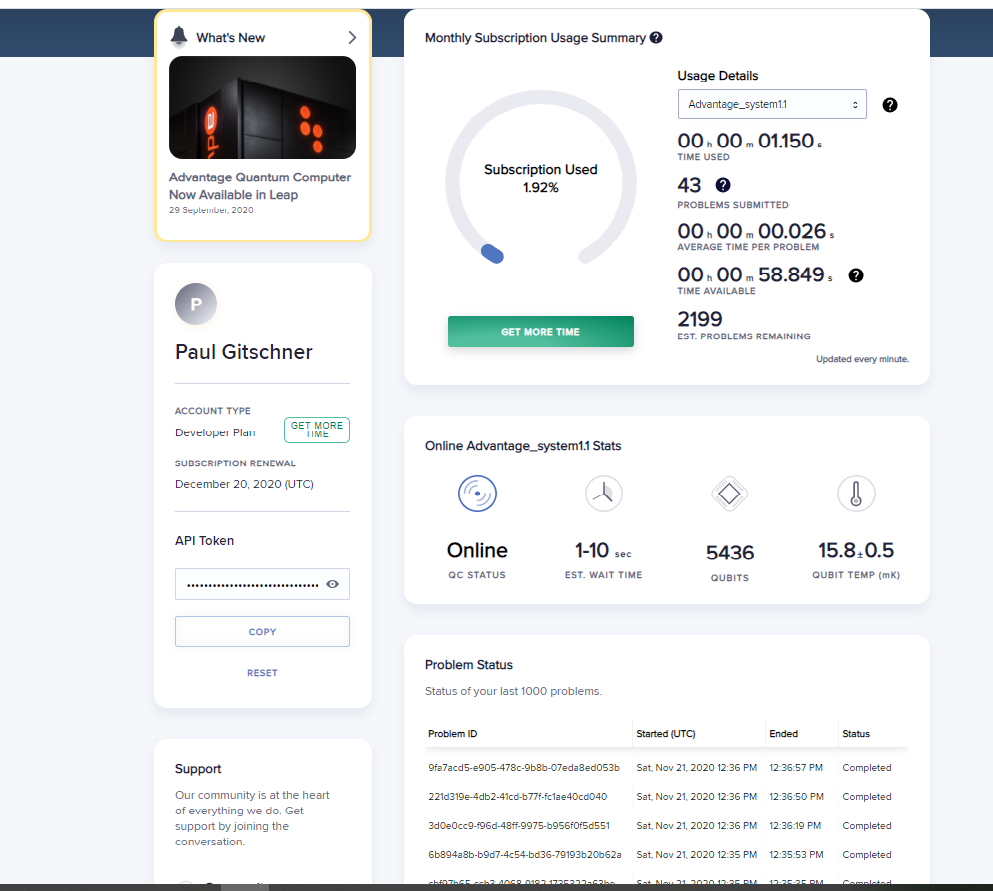 What's New
Advantage Quantum Computer
Now Available in Leap
29 September, 2020
P
Paul Gitschner
ACCOUNT TYPE
Developer Plan
GET MORE
TIME
SUBSCRIPTION RENEWAL
December 20, 2020 (UTC)
API Token
COPY
RESET
Support
Our community is at the heart
of everything we do. Get
support by joining the
conversation.
Monthly Subscription Usage Summary ?
Subscription Used
1.92%
GET MORE TIME
Usage Details
Advantage_system1.1 ?
00 h 00 m 01.150 s
TIME USED
43 ?
PROBLEMS SUBMITTED
00 h 00 m 00.026 s
AVERAGE TIME PER PROBLEM
00 h 00 m 58.849 s ?
TIME AVAILABLE
2199
EST. PROBLEMS REMAINING
Updated every minute.
Online Advantage_system1.1 Stats
Online
QC STATUS
1-10 sec
EST. WAIT TIME
5436
QUBITS
15.8±0.5
QUBIT TEMP (mK)
Problem Status
Status of your last 1000 problems.
Problem ID Started (UTC) Ended Status
9fa7acd5-e905-478c-9b8b-07eda8ed053b Sat, Nov 21, 2020 12:36 PM 12:36:57 PM Completed
221d319e-4db2-41cd-b77f-fc1ae40cd040 Sat, Nov 21, 2020 12:36 PM 12:36:50 PM Completed
3d0e0cc9-f96d-48ff-9975-b956f0f5d551 Sat, Nov 21, 2020 12:36 PM 12:36:19 PM Completed
6b894a8b-b9d7-4c54-bd36-79193b20b62a Sat, Nov 21, 2020 12:35 PM 12:35:53 PM Completed
Sat, Nov 21, 2020 12:35 PM 12:35:35 PM Completed